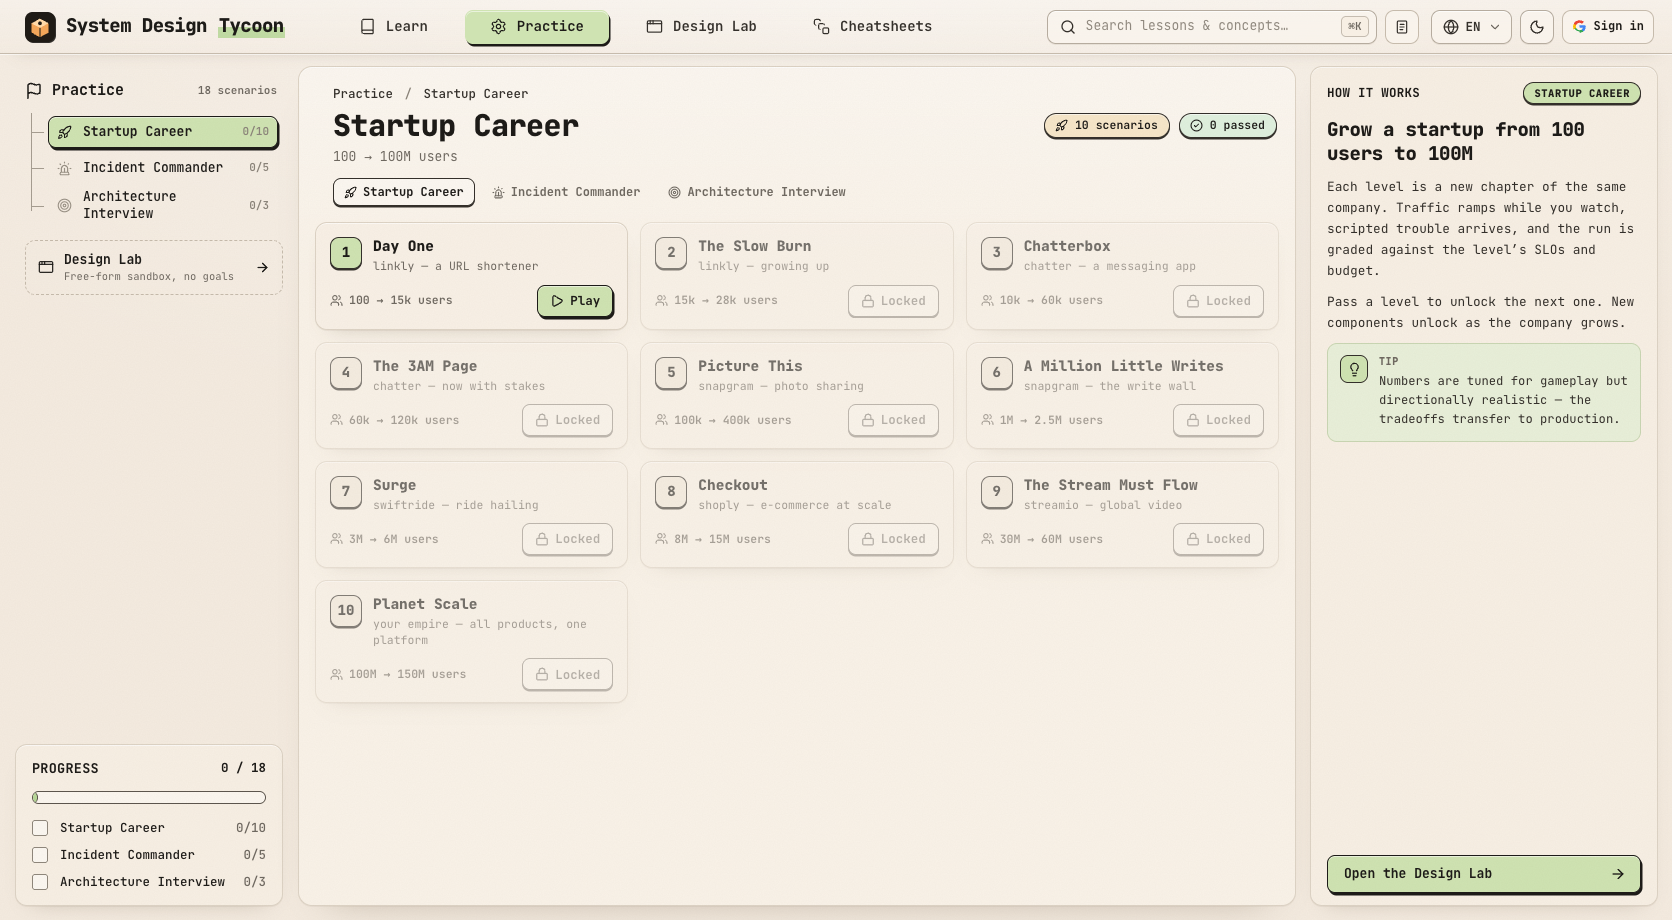 System Design Tycoon
Learn
Practice
Design Lab
Cheatsheets
Search lessons & concepts…
⌘K
EN
Sign in
Practice
18 scenarios
Startup Career
0/10
Incident Commander
0/5
Architecture
Interview
0/3
Design Lab
Free-form sandbox, no goals
PROGRESS
0 / 18
Startup Career
0/10
Incident Commander
0/5
Architecture Interview
0/3
Practice / Startup Career
Startup Career
100 → 100M users
10 scenarios
0 passed
Startup Career
Incident Commander
Architecture Interview
1
Day One
linkly — a URL shortener
100 → 15k users
Play
2
The Slow Burn
linkly — growing up
15k → 28k users
Locked
3
Chatterbox
chatter — a messaging app
10k → 60k users
Locked
4
The 3AM Page
chatter — now with stakes
60k → 120k users
Locked
5
Picture This
snapgram — photo sharing
100k → 400k users
Locked
6
A Million Little Writes
snapgram — the write wall
1M → 2.5M users
Locked
7
Surge
swiftride — ride hailing
3M → 6M users
Locked
8
Checkout
shoply — e-commerce at scale
8M → 15M users
Locked
9
The Stream Must Flow
streamio — global video
30M → 60M users
Locked
10
Planet Scale
your empire — all products, one
platform
100M → 150M users
Locked
HOW IT WORKS
STARTUP CAREER
Grow a startup from 100
users to 100M
Each level is a new chapter of the same
company. Traffic ramps while you watch,
scripted trouble arrives, and the run is
graded against the level’s SLOs and
budget.
Pass a level to unlock the next one. New
components unlock as the company grows.
TIP
Numbers are tuned for gameplay but
directionally realistic — the
tradeoffs transfer to production.
Open the Design Lab